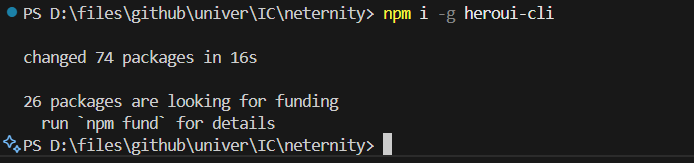 PS D:\files\github\univer\IC\neternity> npm i -g heroui-cli
changed 74 packages in 16s
26 packages are looking for funding
  run `npm fund` for details
PS D:\files\github\univer\IC\neternity>